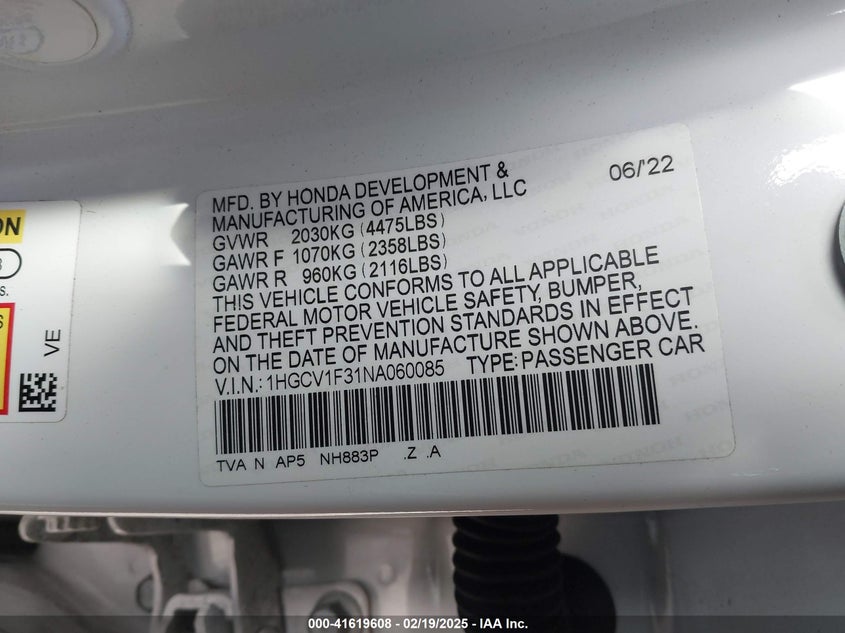 MFD. BY HONDA DEVELOPMENT & 06/'22
MANUFACTURING OF AMERICA, LLC
GVWR 2030KG (4475LBS)
GAWR F 1070KG (2358LBS)
GAWR R 960KG (2116LBS)
THIS VEHICLE CONFORMS TO ALL APPLICABLE
FEDERAL MOTOR VEHICLE SAFETY, BUMPER,
AND THEFT PREVENTION STANDARDS IN EFFECT
ON THE DATE OF MANUFACTURE SHOWN ABOVE.
V.I.N.: 1HGCV1F31NA060085 TYPE: PASSENGER CAR
TVA N AP5 NH883P .Z .A
ON
s.
VE
00-41619608 - 02/19/2025 - IAA Inc.